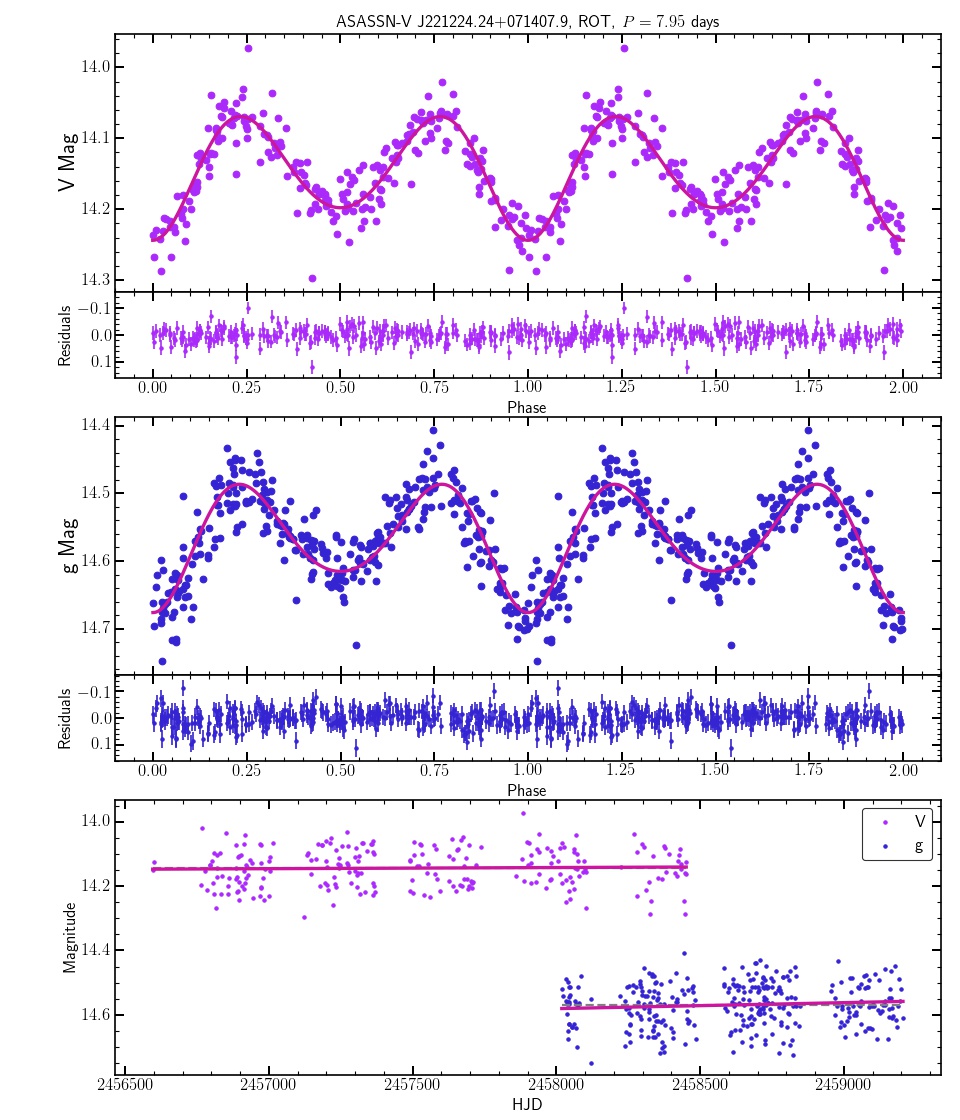 ASASSN-V J221224.24+071407.9, ROT, P = 7.95 days
14.0
14.1
14.2
14.3
V Mag
−0.1
0.0
0.1
Residuals
0.00 0.25 0.50 0.75 1.00 1.25 1.50 1.75 2.00
Phase
14.4
14.5
14.6
14.7
g Mag
−0.1
0.0
0.1
Residuals
0.00 0.25 0.50 0.75 1.00 1.25 1.50 1.75 2.00
Phase
14.0
14.2
14.4
14.6
Magnitude
V
g
2456500 2457000 2457500 2458000 2458500 2459000
HJD